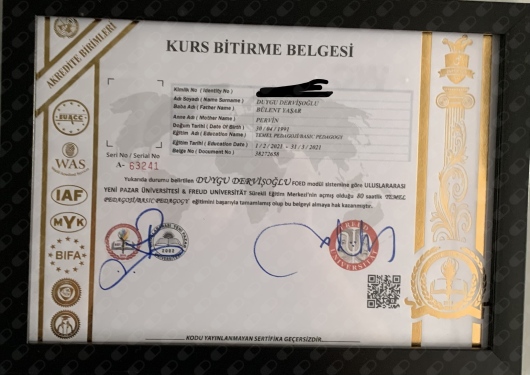 AKREDİTE BİRİMLERİ
KURS BİTİRME BELGESİ
Kimlik No ( Identity No )
Adı Soyadı ( Name Surname ) DUYGU DERVİŞOĞLU
Baba Adı ( Father Name ) BÜLENT YAŞAR
Anne Adı ( Mother Name ) PERVİN
Doğum Tarihi ( Date Of Birth ) 30 / 04 / 1991
Eğitim Adı ( Education Name ) TEMEL PEDAGOJİ/BASIC PEDAGOGY
Eğitim Tarihi ( Education Date ) 1 / 2 / 2021 - 31 / 3 / 2021
Belge No ( Document No ) 38272658
Seri No / Serial No
A- 63241
Yukarıda durumu belirtilen DUYGU DERVİŞOĞLU FOED modül sistemine göre ULUSLARARASI
YENİ PAZAR ÜNİVERSİTESİ & FREUD UNIVERSITÄT Sürekli Eğitim Merkezi'nin açmış olduğu 80 saatlik TEMEL
PEDAGOJİ/BASIC PEDAGOGY eğitimini başarıyla tamamlamış olup bu belgeyi almaya hak kazanmıştır.
EUACC
WAS
IAF
MYK
BIFA
KODU YAYINLANMAYAN SERTİFİKA GEÇERSİZDİR